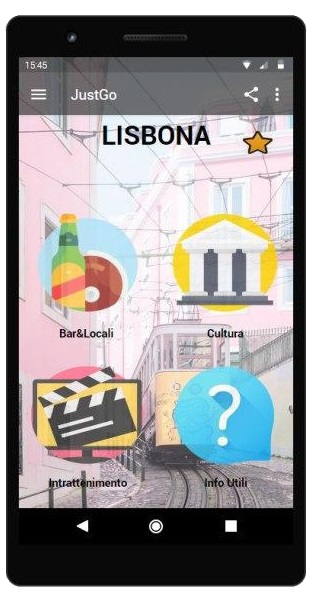 15:45
JustGo
LISBONA
Bar&Locali
Cultura
Intrattenimento
Info Utili